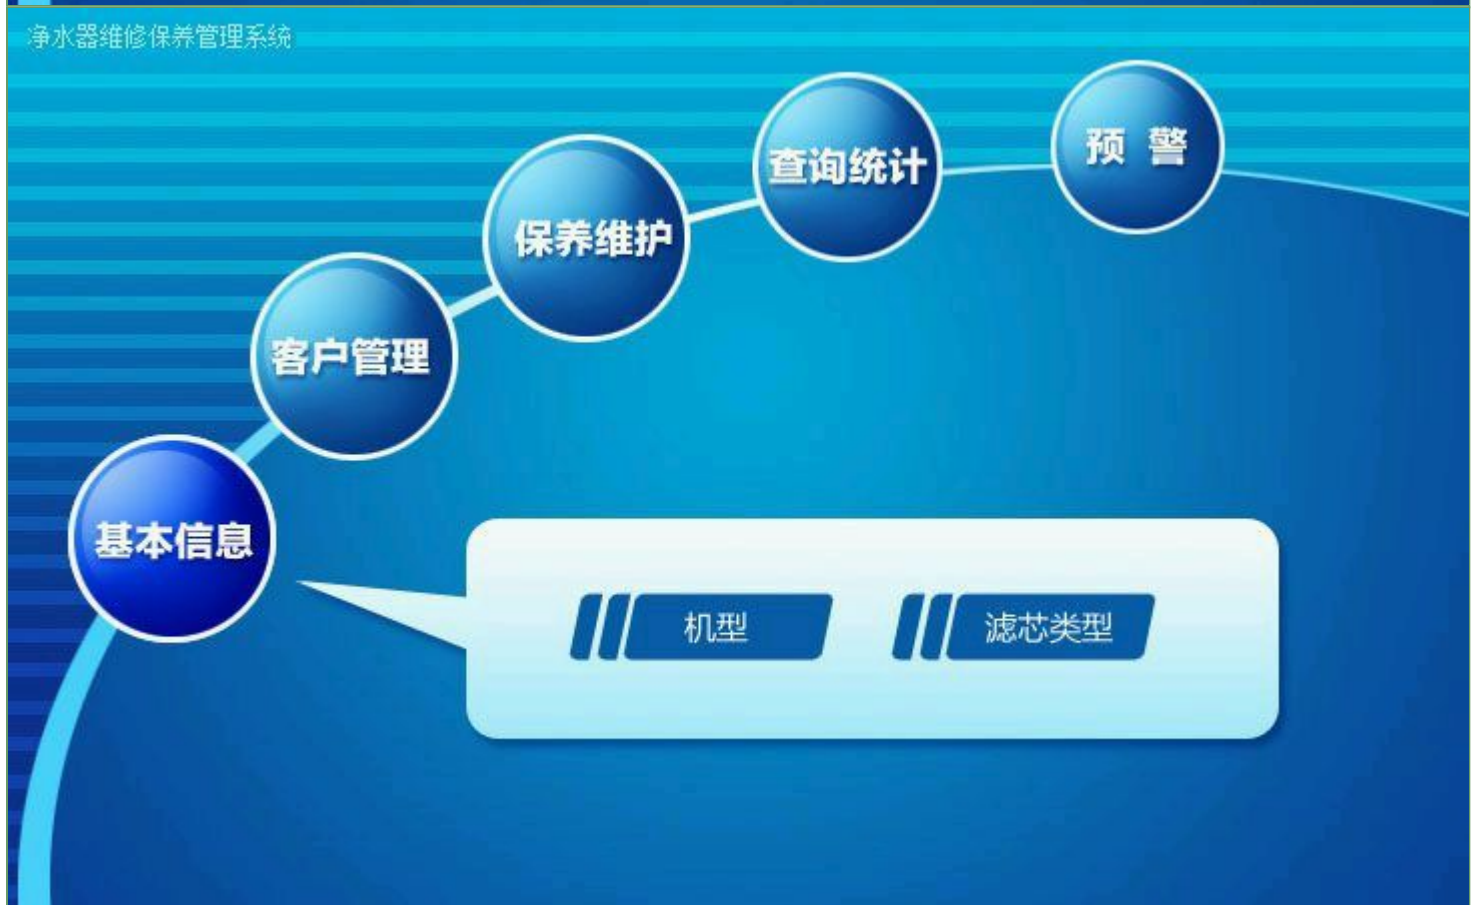 净水器维修保养管理系统
预 警
查询统计
保养维护
客户管理
基本信息
机型
滤芯类型